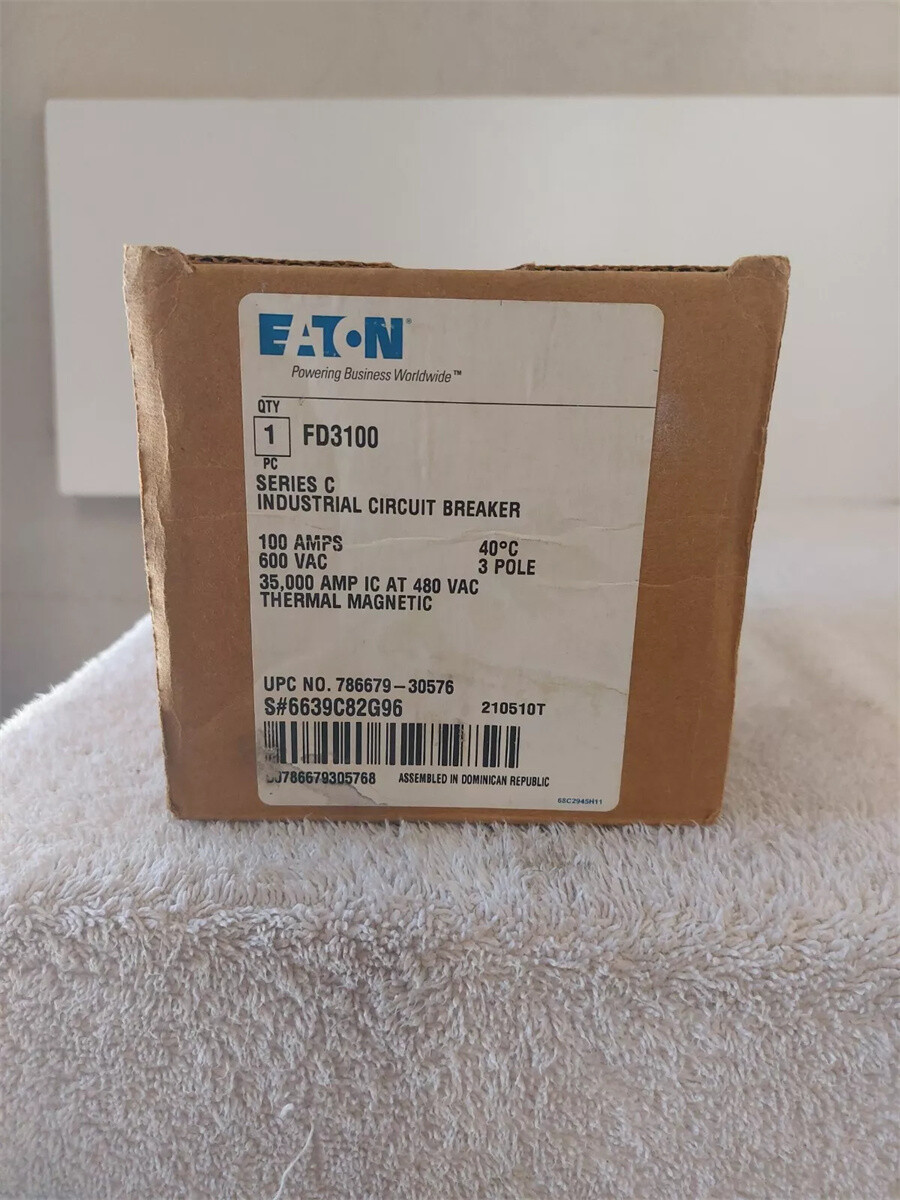 EATON®
Powering Business Worldwide™
QTY
1 FD3100
PC
SERIES C
INDUSTRIAL CIRCUIT BREAKER
100 AMPS 40°C
600 VAC 3 POLE
35,000 AMP IC AT 480 VAC
THERMAL MAGNETIC
UPC NO. 786679-30576
S#6639C82G96 210510T
786679305768 ASSEMBLED IN DOMINICAN REPUBLIC
68C2945H11